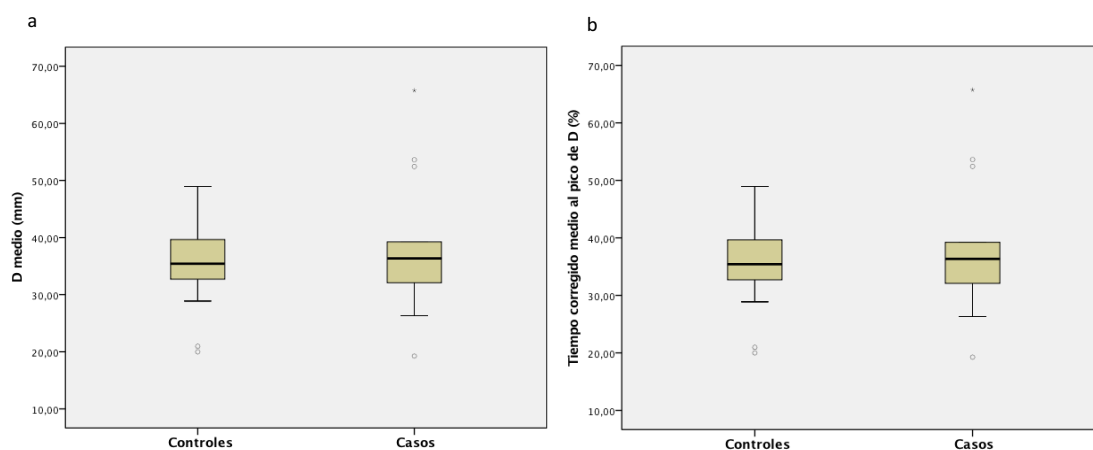 a
D medio (mm)
70,00
60,00
50,00
40,00
30,00
20,00
10,00
Controles
Casos
b
Tiempo corregido medio al pico de D (%)
70,00
60,00
50,00
40,00
30,00
20,00
10,00
Controles
Casos